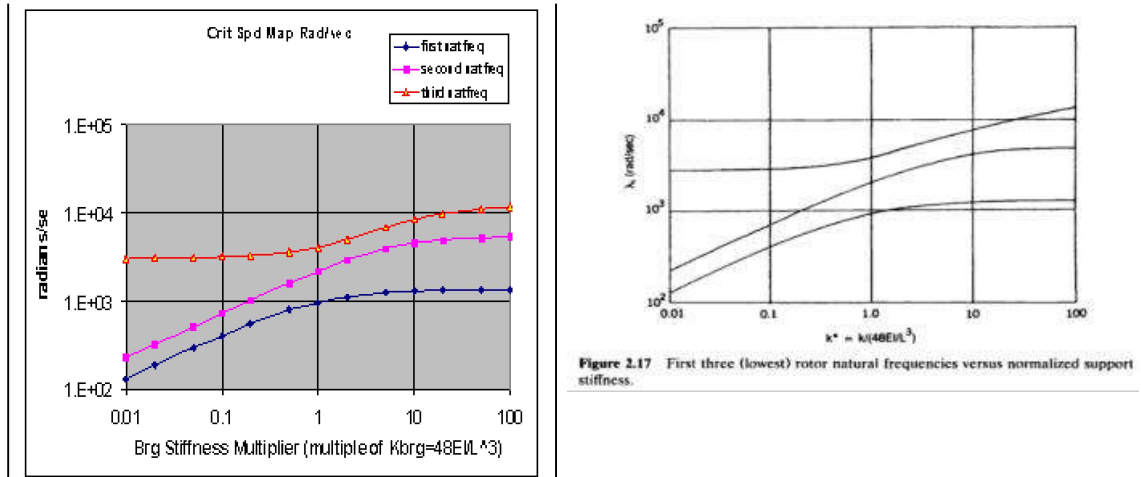 Crit Spd Map Rad/sec
first natfreq
second natfreq
third natfreq
1.E+05
1.E+04
1.E+03
1.E+02
radians/se
0.01
0.1
1
10
100
Brg Stiffness Multiplier (multiple of Kbrg=48EI/L^3)
10⁵
10⁴
10³
10²
(rad/sec)
0.01
0.1
1.0
10
100
k* = k/(48EI/L³)
Figure 2.17 First three (lowest) rotor natural frequencies versus normalized support
stiffness.